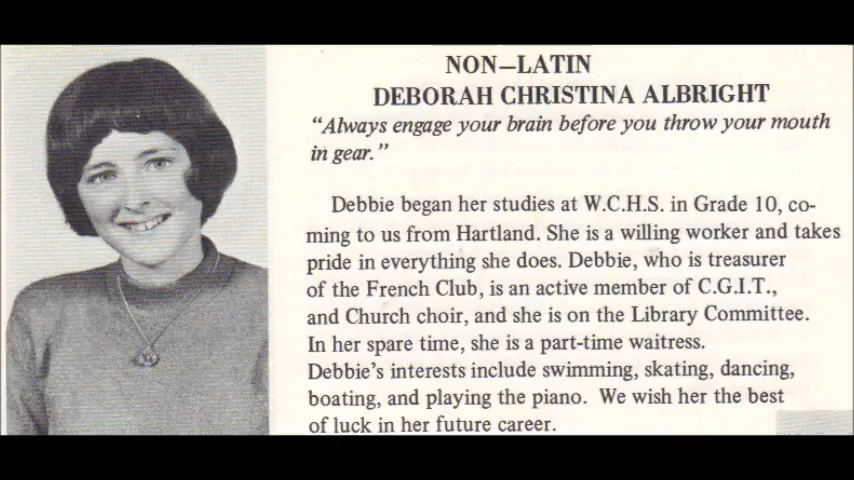 NON—LATIN
DEBORAH CHRISTINA ALBRIGHT
“Always engage your brain before you throw your mouth
in gear.”
Debbie began her studies at W.C.H.S. in Grade 10, co-
ming to us from Hartland. She is a willing worker and takes
pride in everything she does. Debbie, who is treasurer
of the French Club, is an active member of C.G.I.T.,
and Church choir, and she is on the Library Committee.
In her spare time, she is a part-time waitress.
Debbie’s interests include swimming, skating, dancing,
boating, and playing the piano. We wish her the best
of luck in her future career.